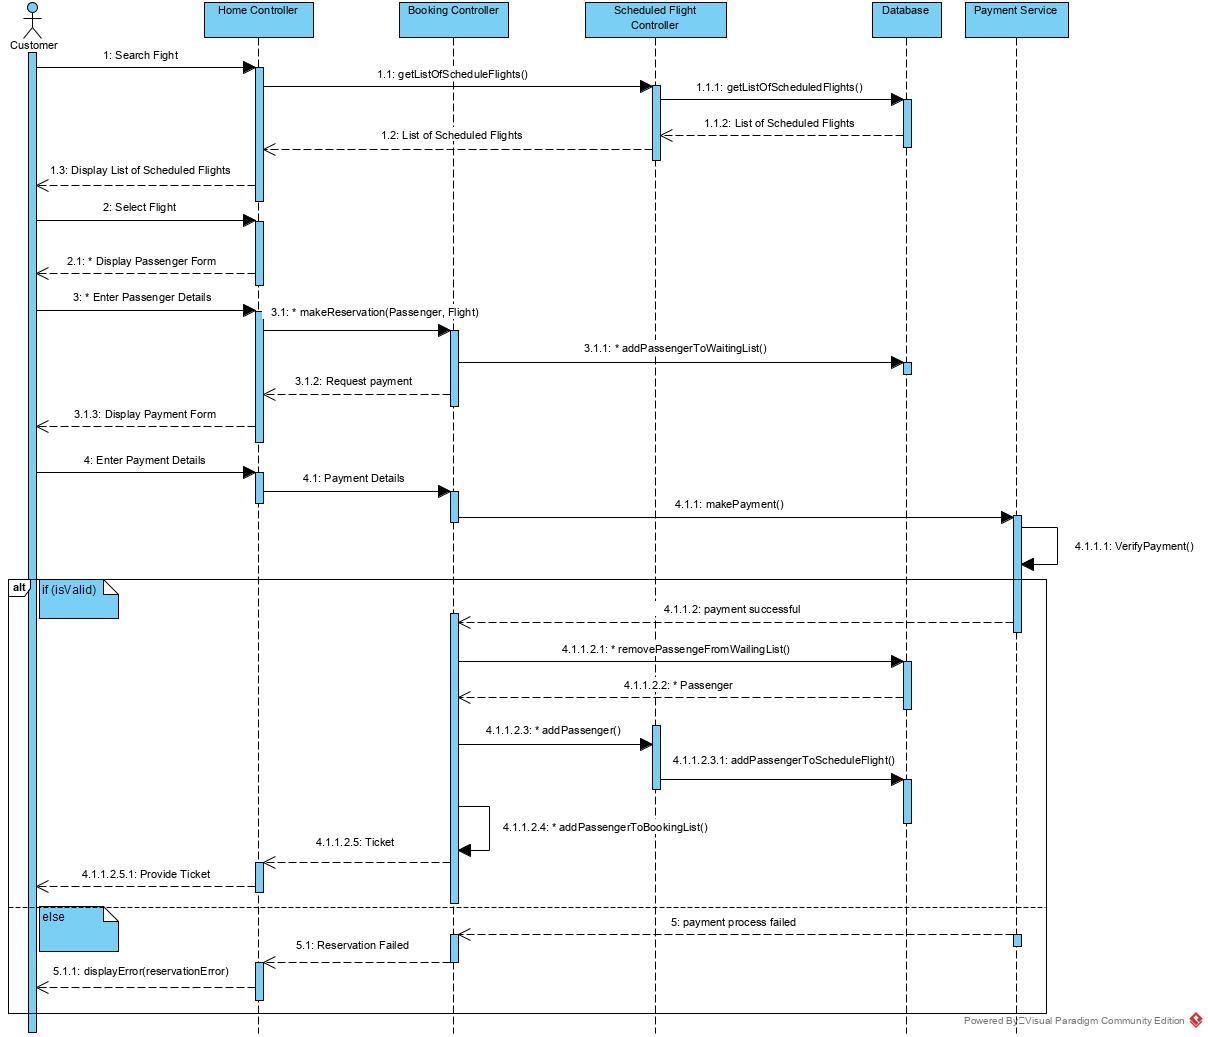 Home Controller
Booking Controller
Scheduled Flight
Controller
Database
Payment Service
Customer
1: Search Fight
1.1: getListOfScheduleFlights()
1.1.1: getListOfScheduledFlights()
1.1.2: List of Scheduled Flights
1.2: List of Scheduled Flights
1.3: Display List of Scheduled Flights
2: Select Flight
2.1: * Display Passenger Form
3: * Enter Passenger Details
3.1: * makeReservation(Passenger, Flight)
3.1.1: * addPassengerToWaitingList()
3.1.2: Request payment
3.1.3: Display Payment Form
4: Enter Payment Details
4.1: Payment Details
4.1.1: makePayment()
4.1.1.1: VerifyPayment()
alt
if (isValid)
4.1.1.2: payment successful
4.1.1.2.1: * removePassengeFromWailingList()
4.1.1.2.2: * Passenger
4.1.1.2.3: * addPassenger()
4.1.1.2.3.1: addPassengerToScheduleFlight()
4.1.1.2.4: * addPassengerToBookingList()
4.1.1.2.5: Ticket
4.1.1.2.5.1: Provide Ticket
else
5: payment process failed
5.1: Reservation Failed
5.1.1: displayError(reservationError)
Powered By Visual Paradigm Community Edition